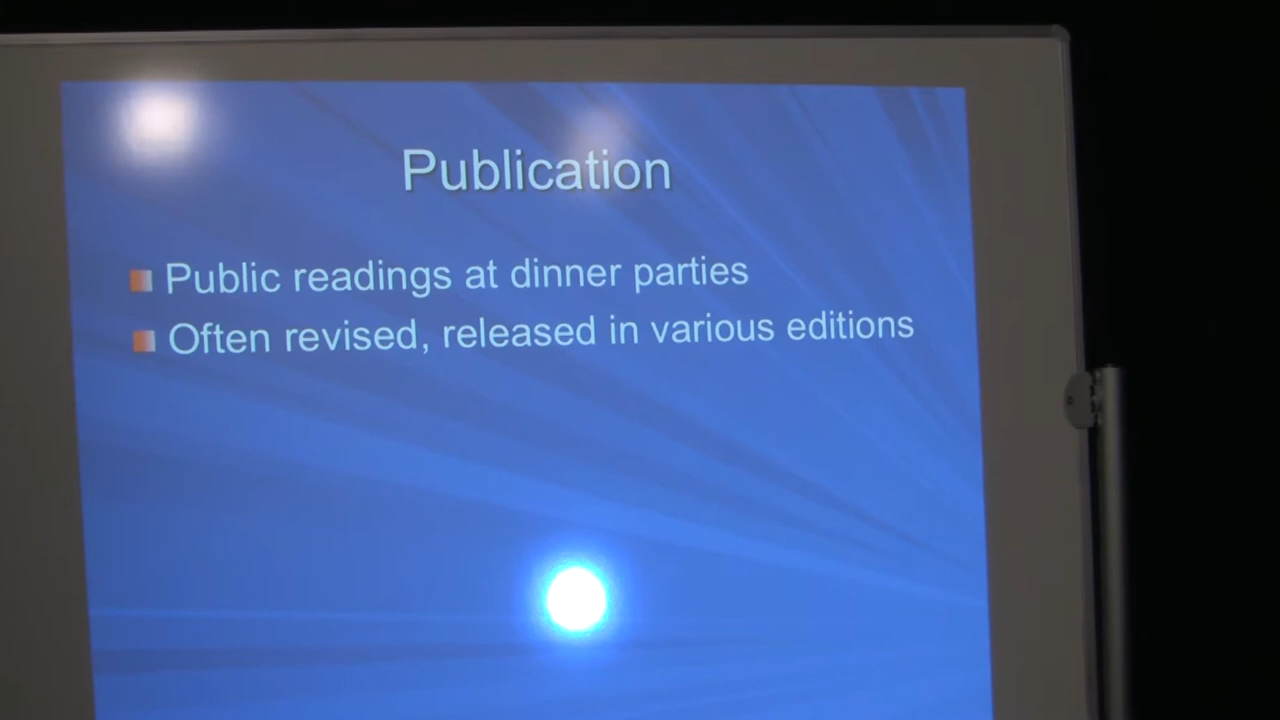 Publication
Public readings at dinner parties
Often revised, released in various editions